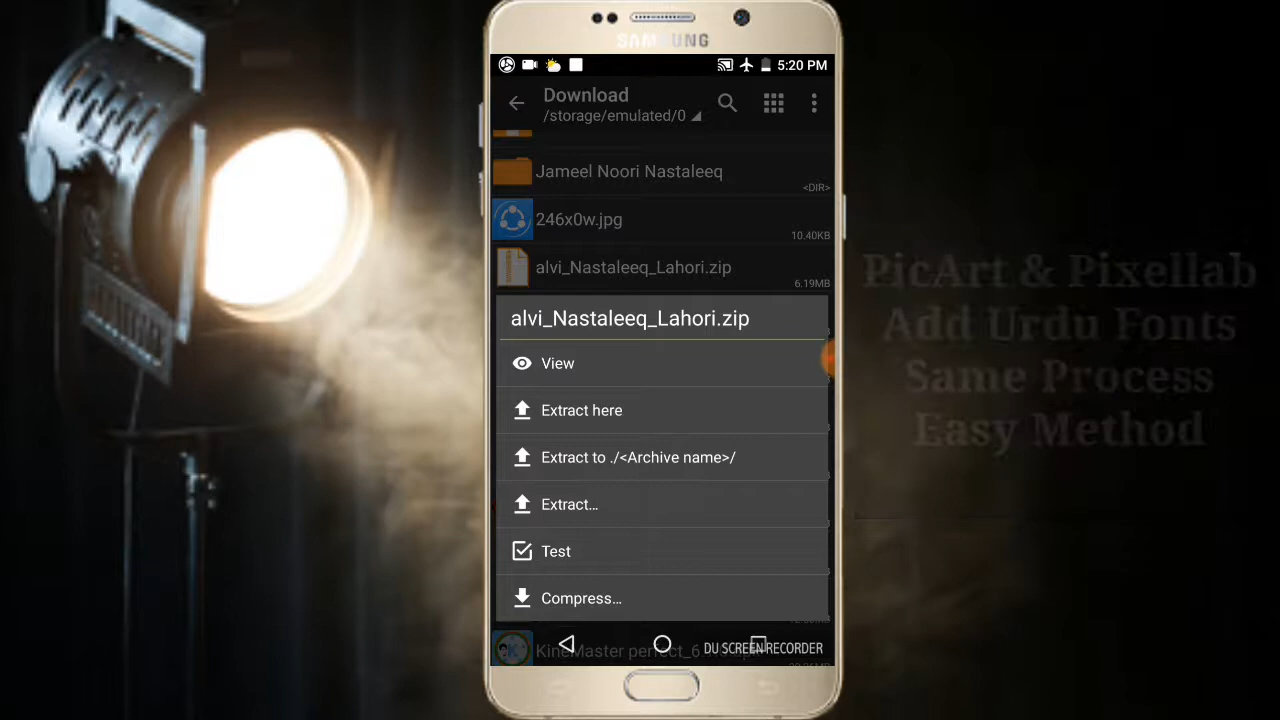 SAMSUNG
5:20 PM
Download
/storage/emulated/0
Jameel Noori Nastaleeq
<DIR>
246x0w.jpg
10.40KB
alvi_Nastaleeq_Lahori.zip
6.19MB
alvi_Nastaleeq_Lahori.zip
View
Extract here
Extract to ./<Archive name>/
Extract...
Test
Compress...
KineMaster perfect_6
DU SCREEN RECORDER
PicArt & Pixellab
Add Urdu Fonts
Same Process
Easy Method